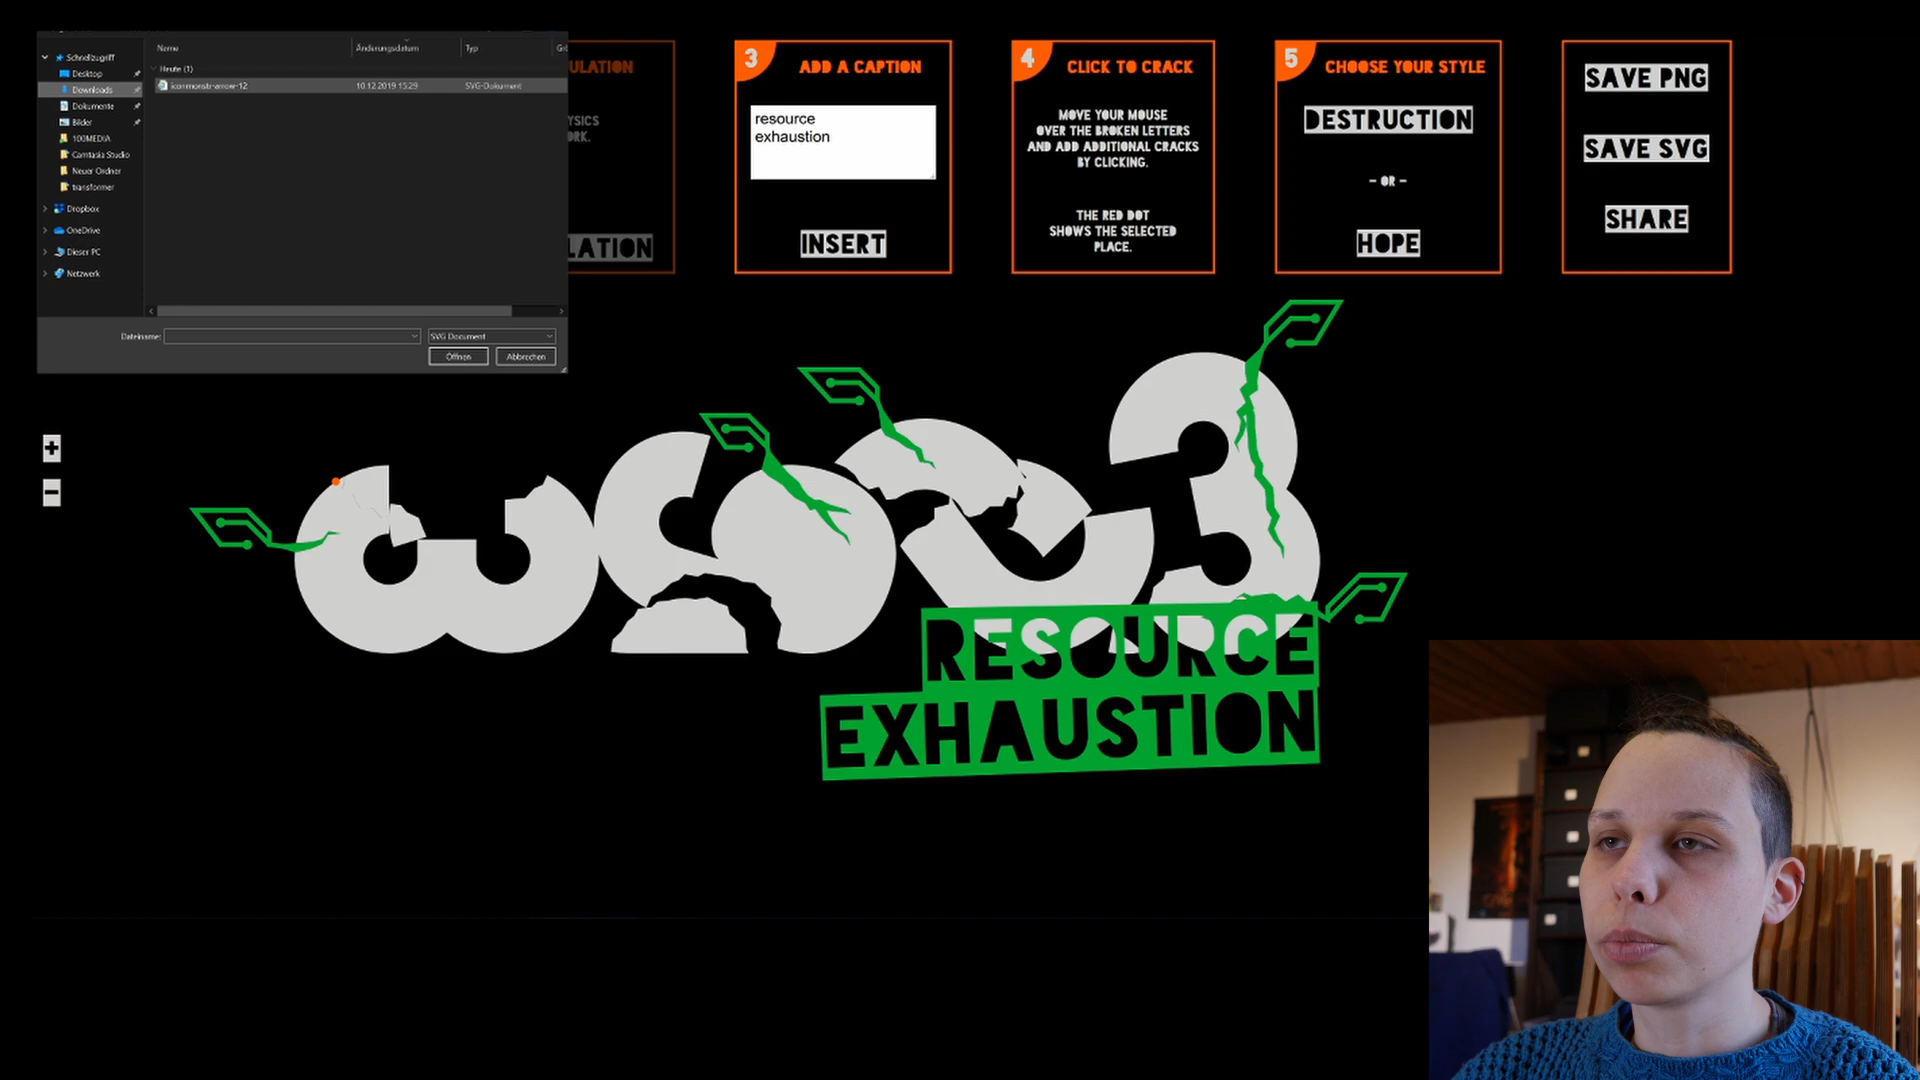 Name
Änderungsdatum
Typ
Schnellzugriff
Desktop
Downloads
Dokumente
Bilder
100MEDIA
Camtasia Studio
Neuer Ordner
transformer
Dropbox
OneDrive
Dieser PC
Netzwerk
Heute (1)
iconmonstr-arrow-12
10.12.2019 15:29
SVG-Dokument
Dateiname:
SVG Document
Öffnen
Abbrechen
3
ADD A CAPTION
resource
exhaustion
INSERT
4
CLICK TO CRACK
MOVE YOUR MOUSE
OVER THE BROKEN LETTERS
AND ADD ADDITIONAL CRACKS
BY CLICKING.
THE RED DOT
SHOWS THE SELECTED
PLACE.
5
CHOOSE YOUR STYLE
DESTRUCTION
- OR -
HOPE
SAVE PNG
SAVE SVG
SHARE
+
-
RESOURCE
EXHAUSTION